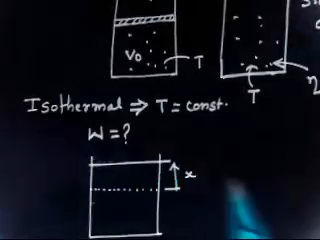 V₀ T
T η
Isothermal ⇒ T = const.
W = ?
x